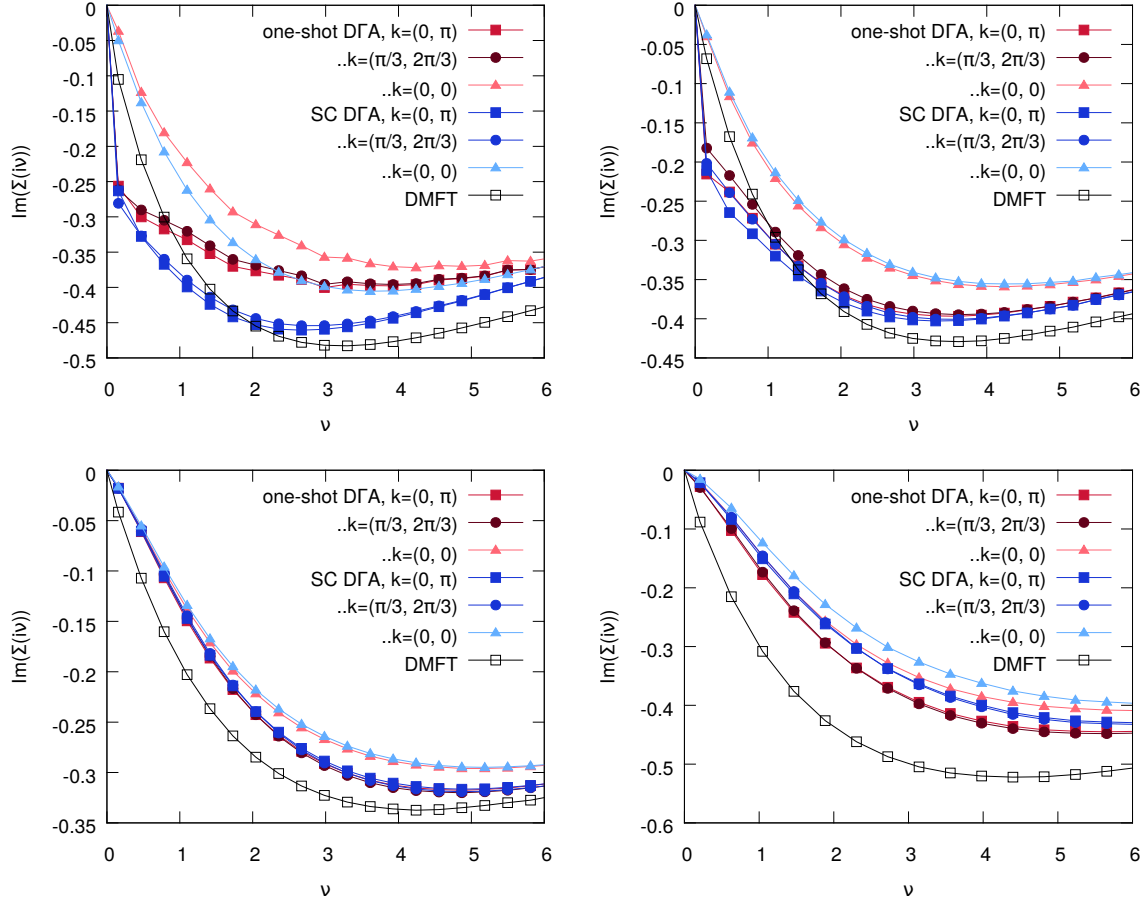 0
-0.05
-0.1
-0.15
-0.2
-0.25
-0.3
-0.35
-0.4
-0.45
-0.5
0 1 2 3 4 5 6
Im(Σ(iν))
ν
one-shot DΓA, k=(0, π)
..k=(π/3, 2π/3)
..k=(0, 0)
SC DΓA, k=(0, π)
..k=(π/3, 2π/3)
..k=(0, 0)
DMFT
0
-0.05
-0.1
-0.15
-0.2
-0.25
-0.3
-0.35
-0.4
-0.45
0 1 2 3 4 5 6
Im(Σ(iν))
ν
one-shot DΓA, k=(0, π)
..k=(π/3, 2π/3)
..k=(0, 0)
SC DΓA, k=(0, π)
..k=(π/3, 2π/3)
..k=(0, 0)
DMFT
0
-0.05
-0.1
-0.15
-0.2
-0.25
-0.3
-0.35
0 1 2 3 4 5 6
Im(Σ(iν))
ν
one-shot DΓA, k=(0, π)
..k=(π/3, 2π/3)
..k=(0, 0)
SC DΓA, k=(0, π)
..k=(π/3, 2π/3)
..k=(0, 0)
DMFT
0
-0.1
-0.2
-0.3
-0.4
-0.5
-0.6
0 1 2 3 4 5 6
Im(Σ(iν))
ν
one-shot DΓA, k=(0, π)
..k=(π/3, 2π/3)
..k=(0, 0)
SC DΓA, k=(0, π)
..k=(π/3, 2π/3)
..k=(0, 0)
DMFT